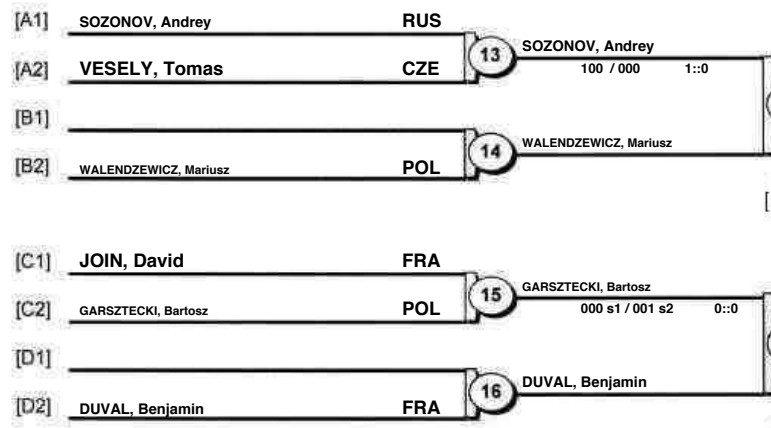 [A1] SOZONOV, Andrey RUS
13 SOZONOV, Andrey
[A2] VESELY, Tomas CZE
100 / 000 1::0
[B1]
14 WALENDZEWICZ, Mariusz
[B2] WALENDZEWICZ, Mariusz POL
[
[C1] JOIN, David FRA
15 GARSZTECKI, Bartosz
[C2] GARSZTECKI, Bartosz POL
000 s1 / 001 s2 0::0
[D1]
16 DUVAL, Benjamin
[D2] DUVAL, Benjamin FRA